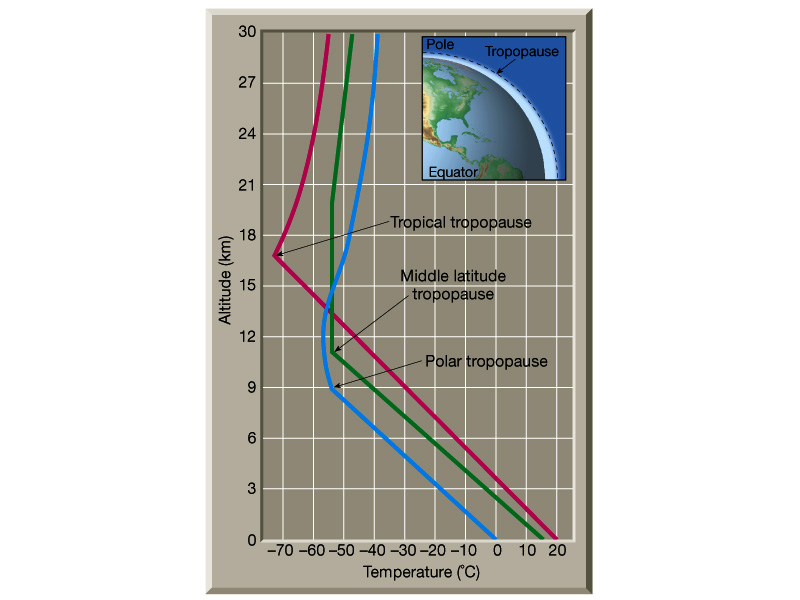 30
27
24
21
18
15
12
9
6
3
0
Altitude (km)
Pole
Tropopause
Equator
Tropical tropopause
Middle latitude
tropopause
Polar tropopause
–70 –60 –50 –40 –30 –20 –10 0 10 20
Temperature (˚C)